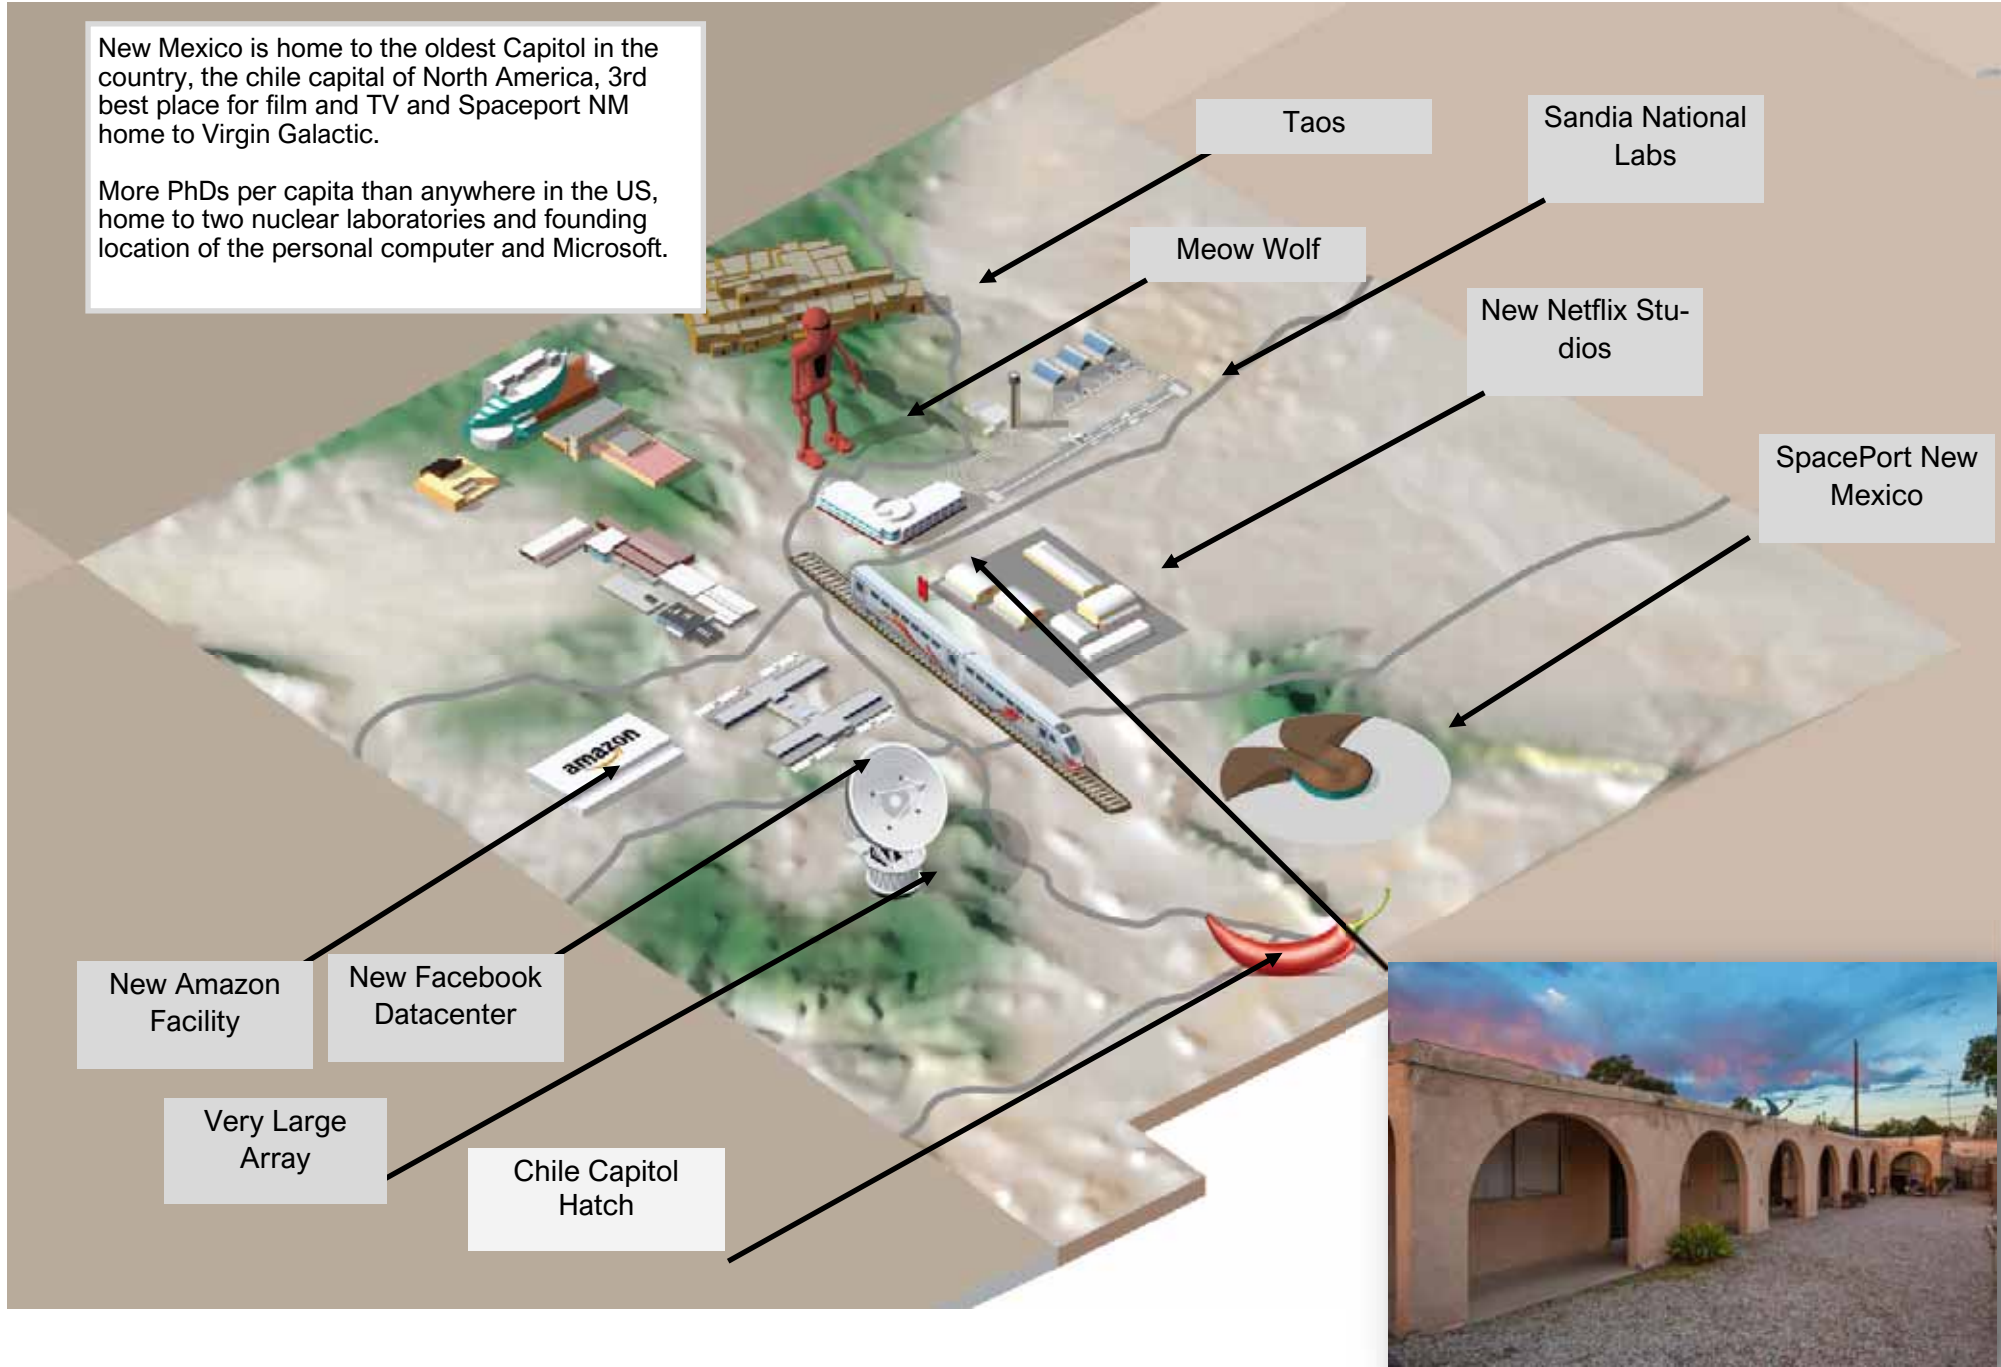 New Mexico is home to the oldest Capitol in the
country, the chile capital of North America, 3rd
best place for film and TV and Spaceport NM
home to Virgin Galactic.
More PhDs per capita than anywhere in the US,
home to two nuclear laboratories and founding
location of the personal computer and Microsoft.
Taos
Sandia National
Labs
Meow Wolf
New Netflix Stu-
dios
SpacePort New
Mexico
amazon
New Amazon
Facility
New Facebook
Datacenter
Very Large
Array
Chile Capitol
Hatch